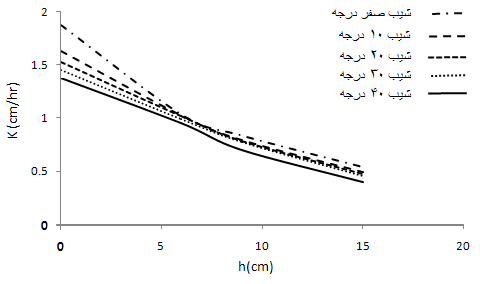 شیب صفر درجه
شیب ۱۰ درجه
شیب ۲۰ درجه
شیب ۳۰ درجه
شیب ۴۰ درجه
K (cm/hr)
2
1.5
1
0.5
0
0
5
10
15
20
h(cm)